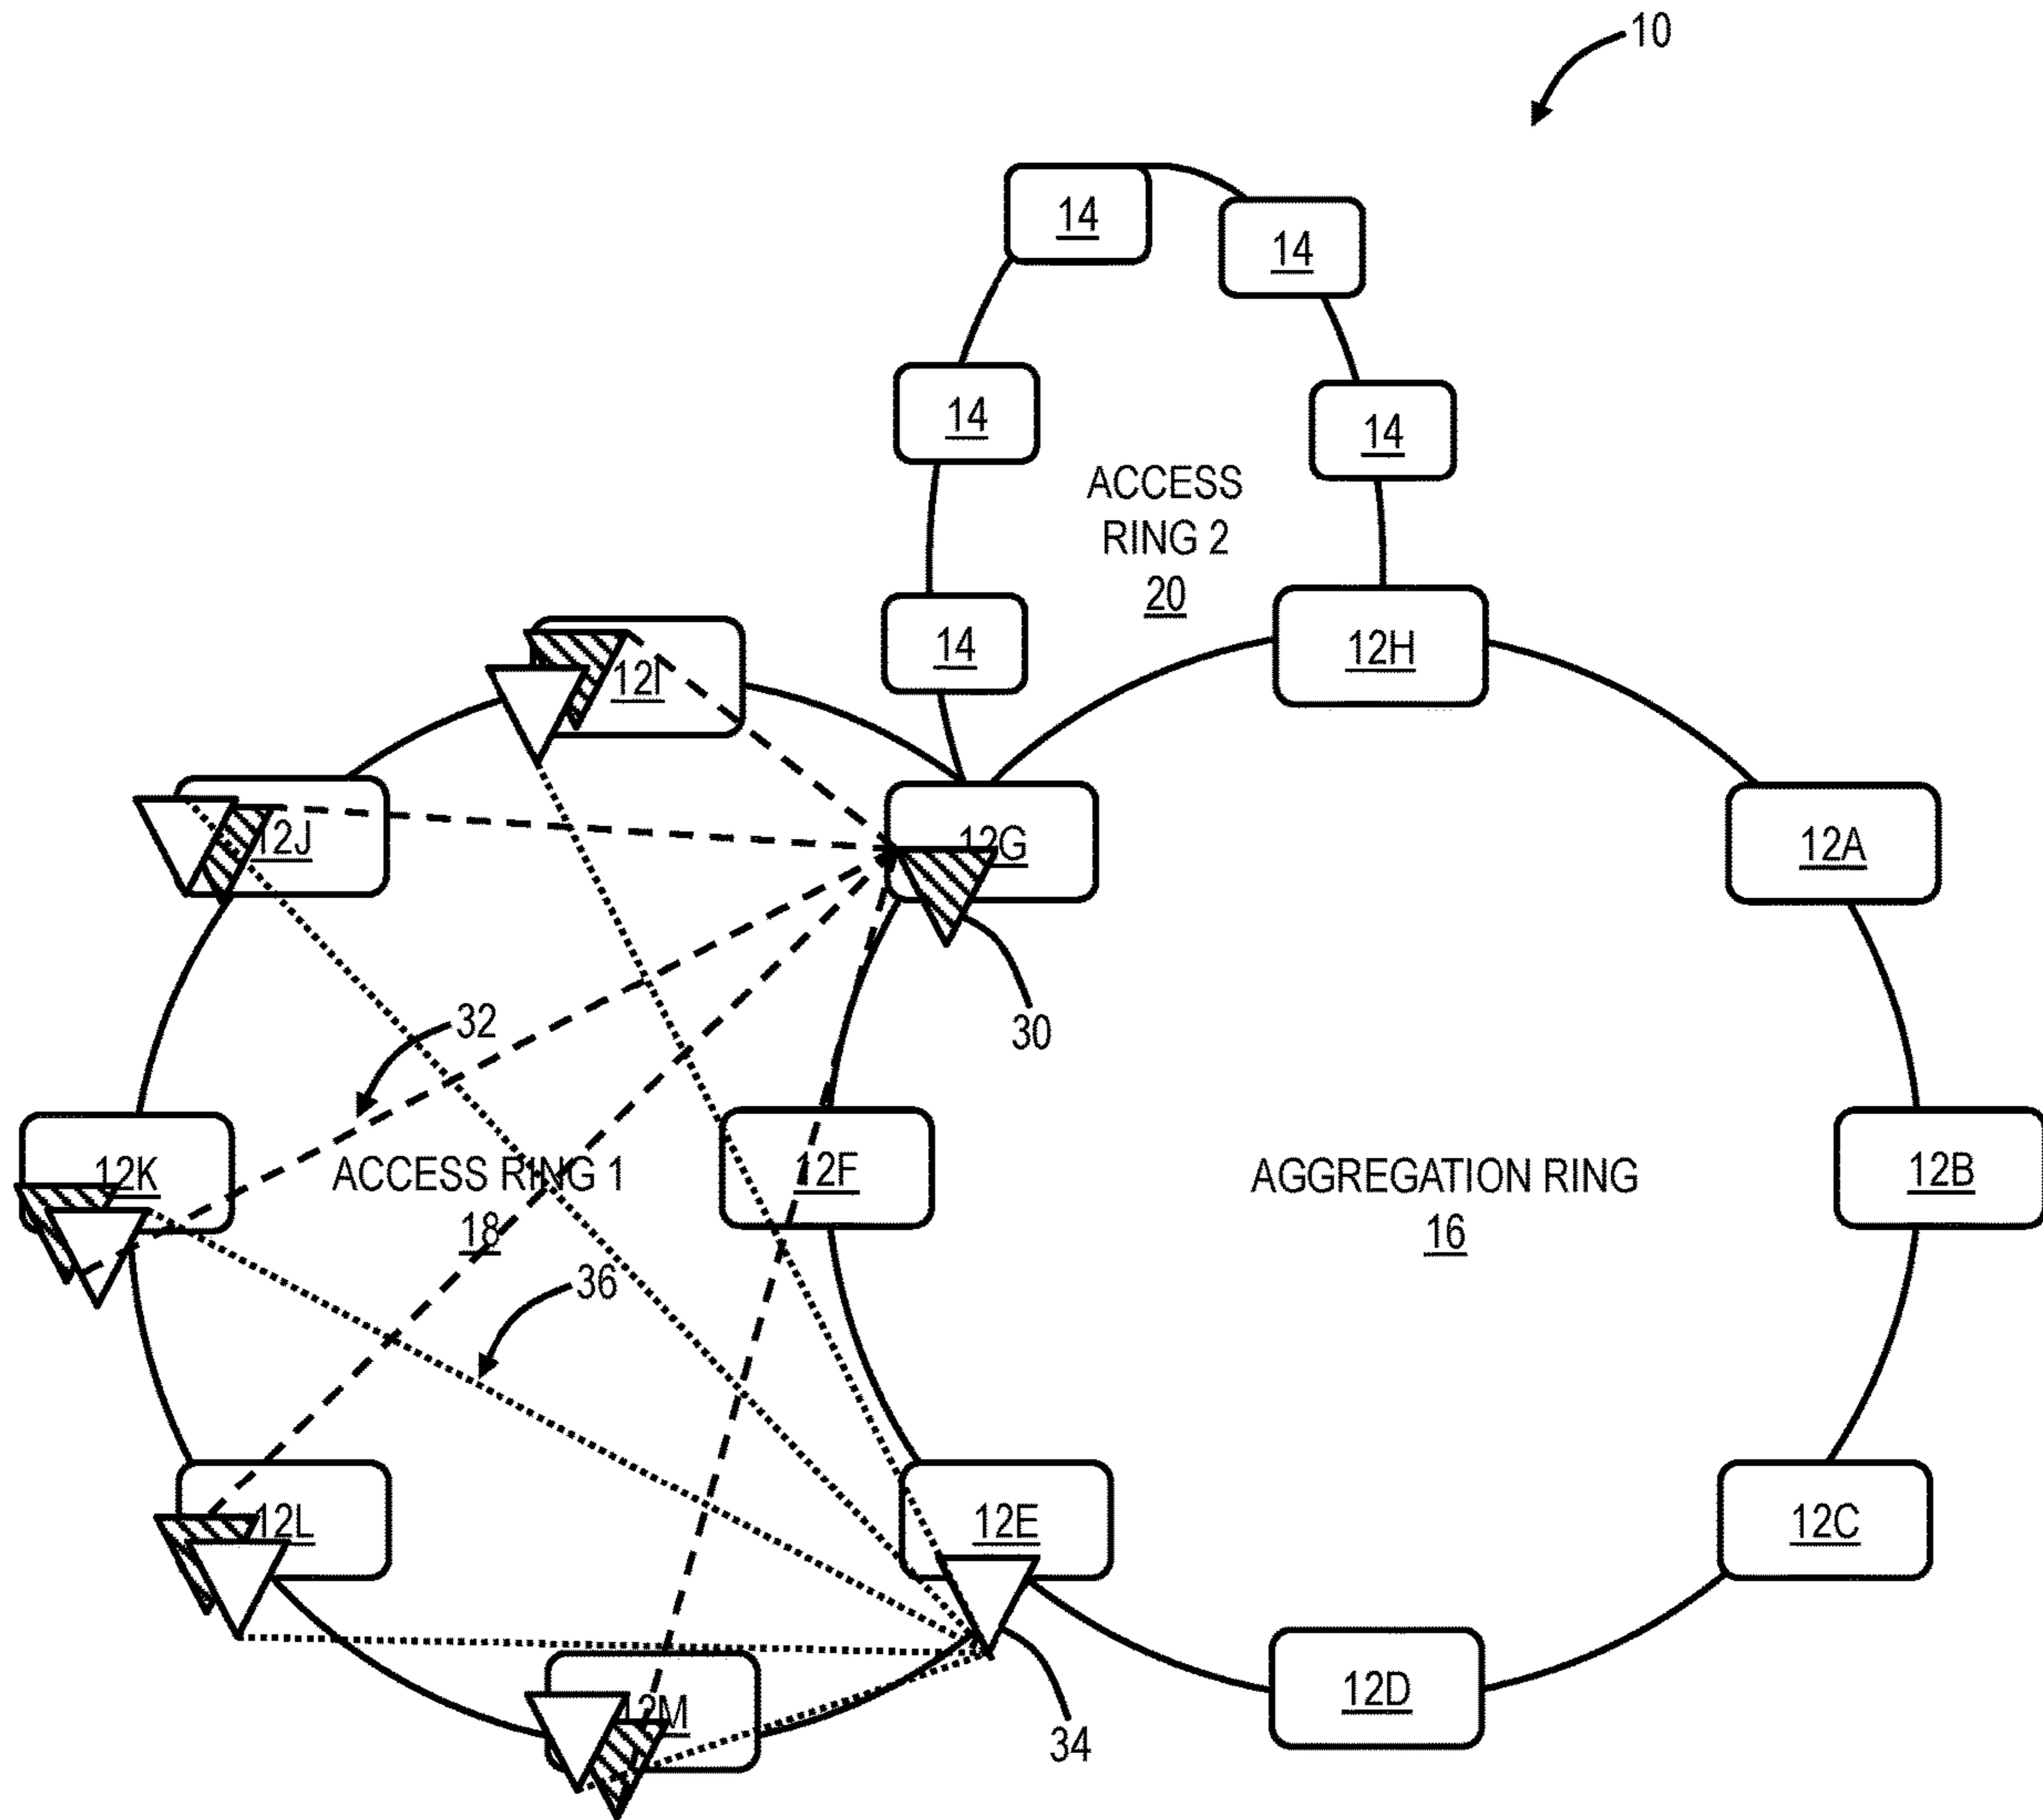 10
14
14
14
14
ACCESS
RING 2
20
14
12H
12I
12J
12G
12A
30
32
12K
ACCESS RING 1
18
12F
AGGREGATION RING
16
12B
36
12L
12E
12C
12M
12D
34